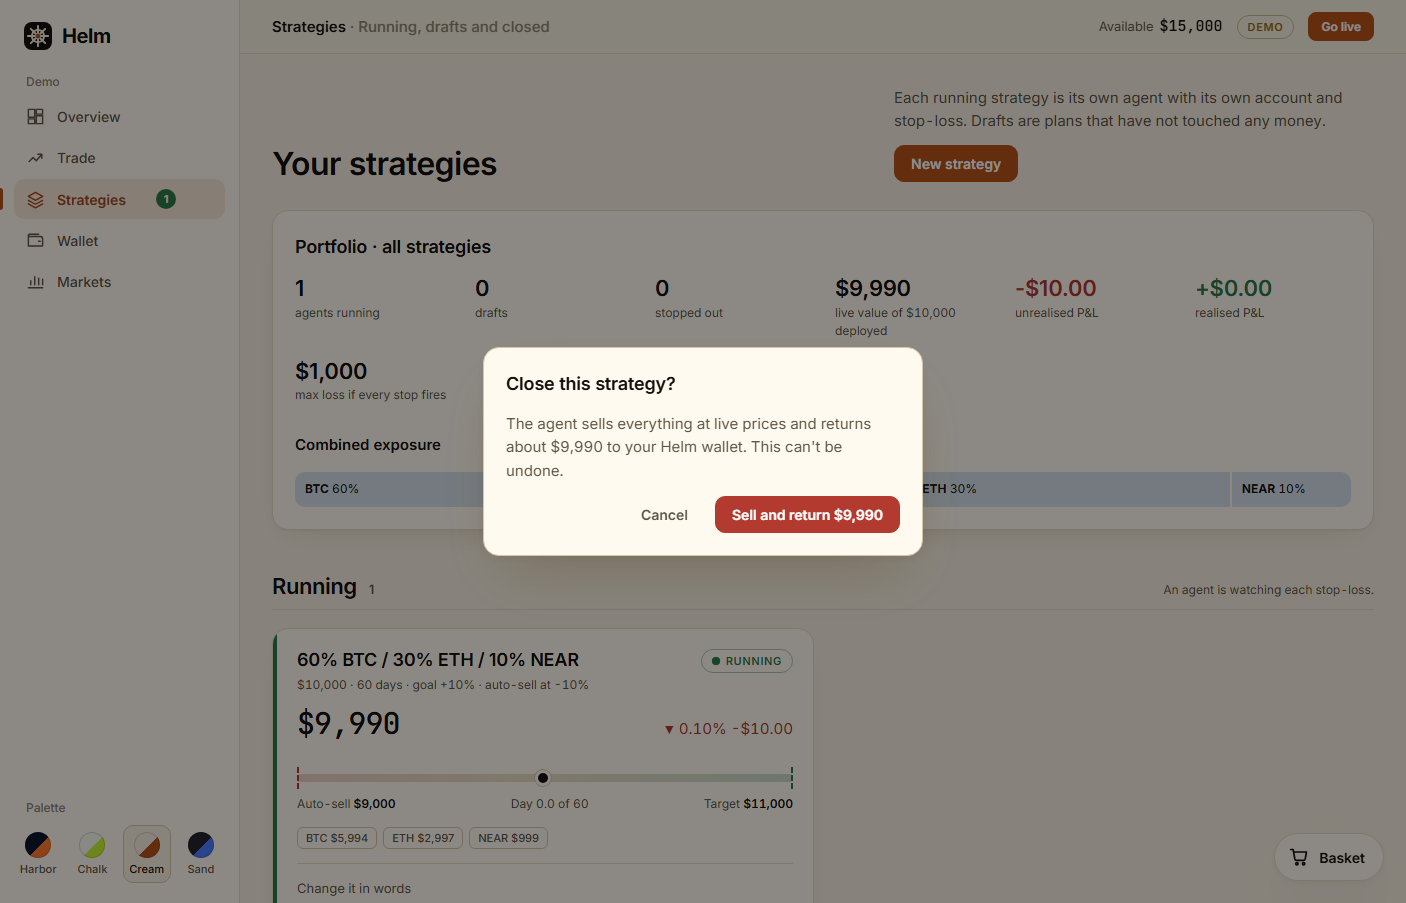 Helm
Demo
Overview
Trade
Strategies 1
Wallet
Markets
Palette
Harbor
Chalk
Cream
Sand
Strategies · Running, drafts and closed
Available $15,000
DEMO
Go live
Your strategies
Each running strategy is its own agent with its own account and
stop-loss. Drafts are plans that have not touched any money.
New strategy
Portfolio · all strategies
1
agents running
0
drafts
0
stopped out
$9,990
live value of $10,000
deployed
-$10.00
unrealised P&L
+$0.00
realised P&L
$1,000
max loss if every stop fires
Combined exposure
BTC 60%
ETH 30%
NEAR 10%
Close this strategy?
The agent sells everything at live prices and returns
about $9,990 to your Helm wallet. This can't be
undone.
Cancel
Sell and return $9,990
Running 1
An agent is watching each stop-loss.
60% BTC / 30% ETH / 10% NEAR
RUNNING
$10,000 · 60 days · goal +10% · auto-sell at -10%
$9,990
▼ 0.10% -$10.00
Auto-sell $9,000
Day 0.0 of 60
Target $11,000
BTC $5,994
ETH $2,997
NEAR $999
Change it in words
Basket